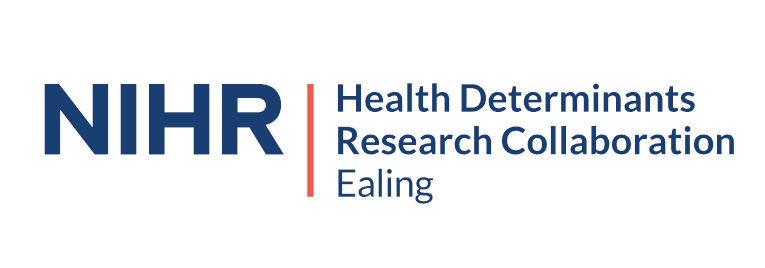 NIHR
Health Determinants
Research Collaboration
Ealing